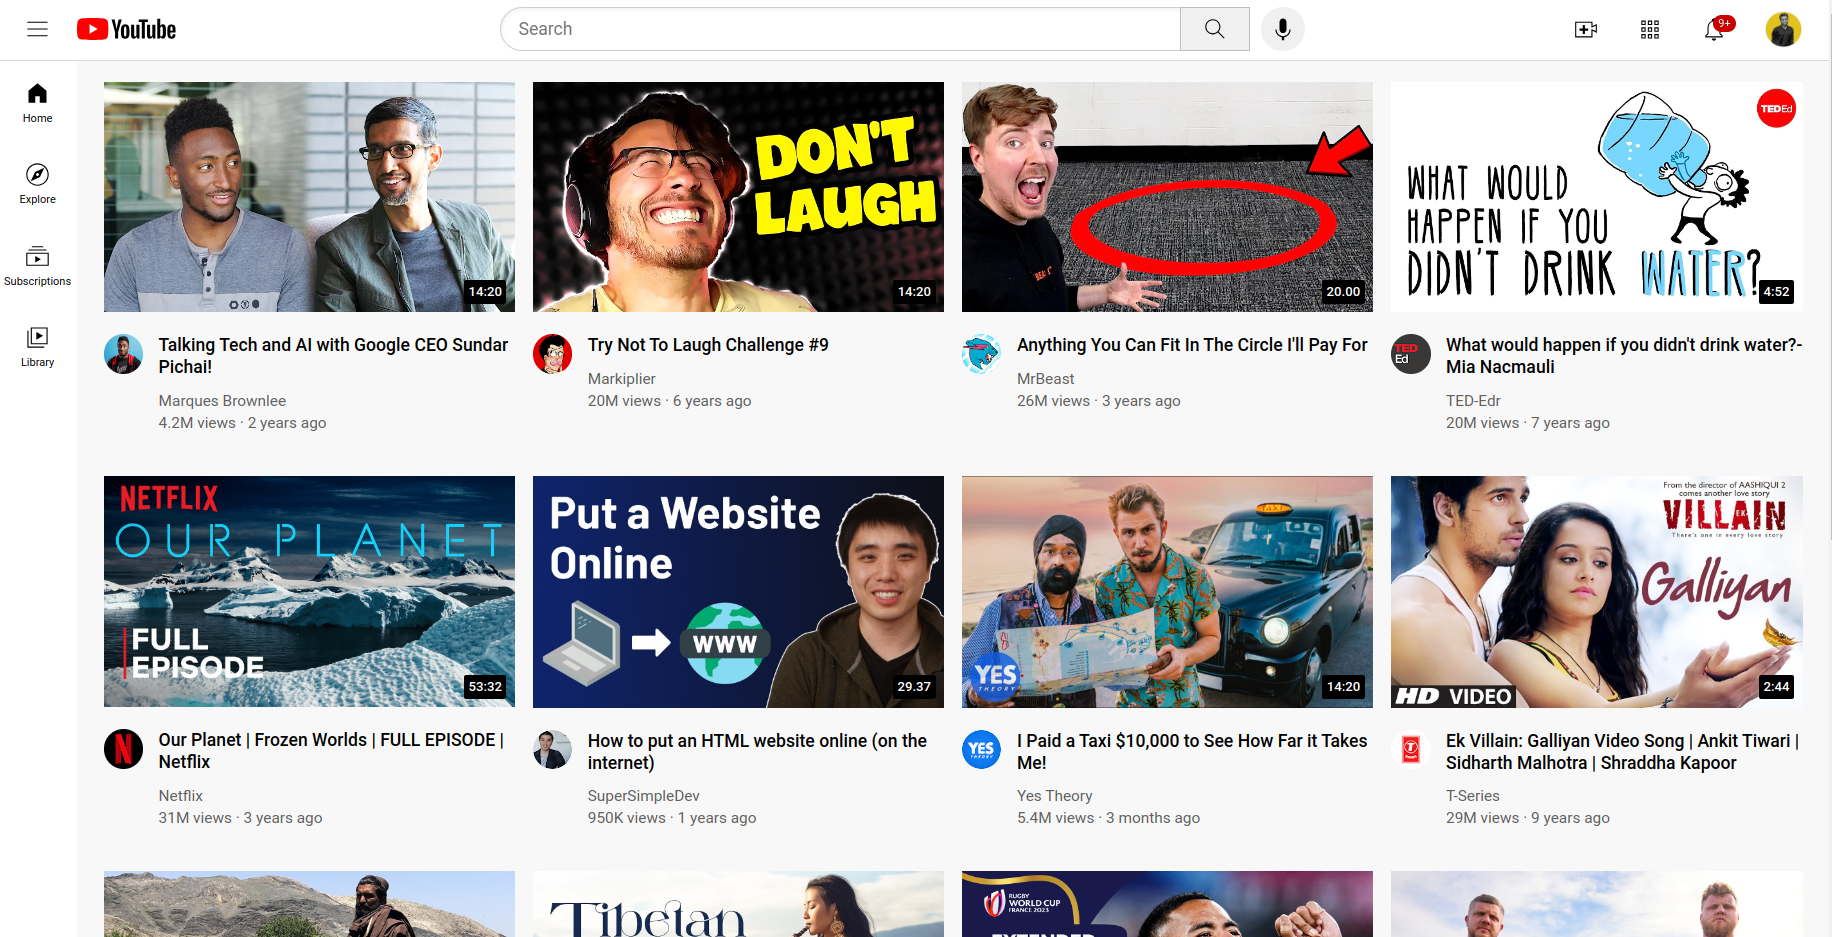 YouTube
Search
9+
Home
Explore
Subscriptions
Library
14:20
Talking Tech and AI with Google CEO Sundar
Pichai!
Marques Brownlee
4.2M views · 2 years ago
DON'T
LAUGH
14:20
Try Not To Laugh Challenge #9
Markiplier
20M views · 6 years ago
20.00
Anything You Can Fit In The Circle I'll Pay For
MrBeast
26M views · 3 years ago
TEDEd
WHAT WOULD
HAPPEN IF YOU
DIDN'T DRINK WATER?
4:52
TED
Ed
What would happen if you didn't drink water?-
Mia Nacmauli
TED-Edr
20M views · 7 years ago
NETFLIX
OUR PLANET
FULL
EPISODE
53:32
N
Our Planet | Frozen Worlds | FULL EPISODE |
Netflix
Netflix
31M views · 3 years ago
Put a Website
Online
WWW
29.37
How to put an HTML website online (on the
internet)
SuperSimpleDev
950K views · 1 years ago
TAXI
YES
THEORY
14:20
YES
THEORY
I Paid a Taxi $10,000 to See How Far it Takes
Me!
Yes Theory
5.4M views · 3 months ago
From the director of AASHIQUI 2
comes another love story
EK
VILLAIN
There's one in every love story
Galliyan
HD VIDEO
2:44
Ek Villain: Galliyan Video Song | Ankit Tiwari |
Sidharth Malhotra | Shraddha Kapoor
T-Series
29M views · 9 years ago
Tibetan
RUGBY
WORLD CUP
FRANCE 2023
EXTENDED